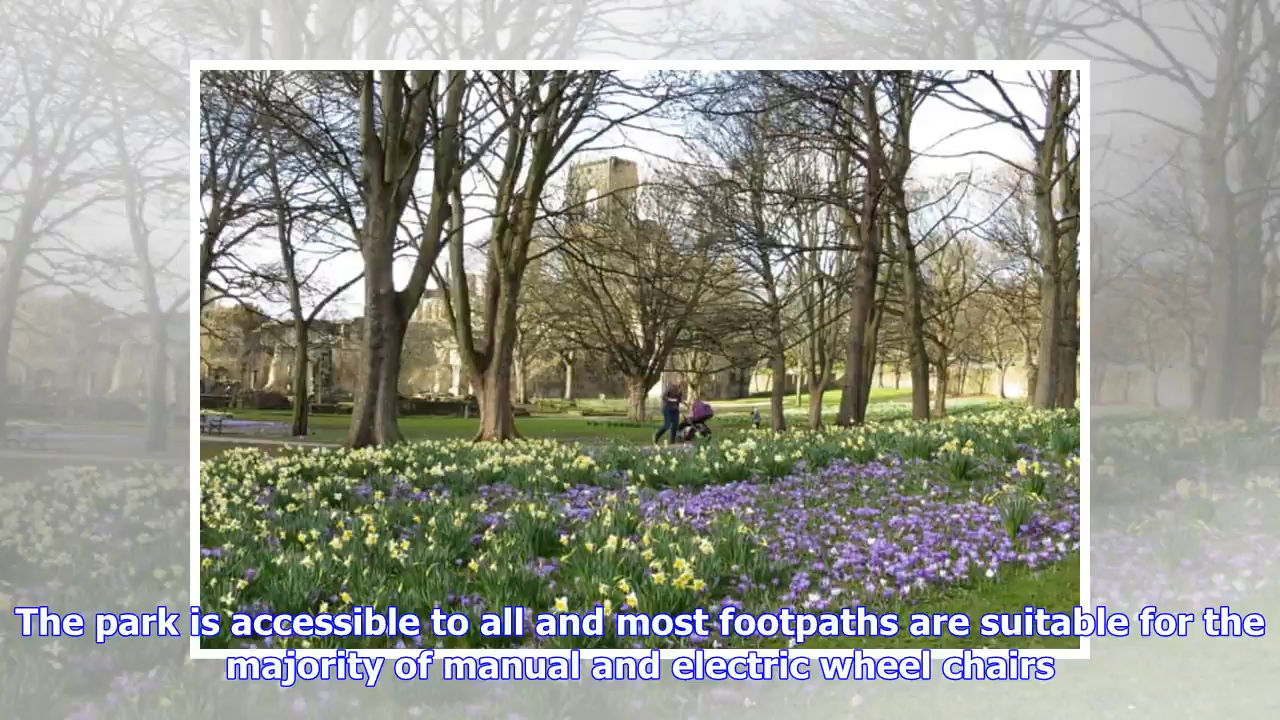 The park is accessible to all and most footpaths are suitable for the
majority of manual and electric wheel chairs